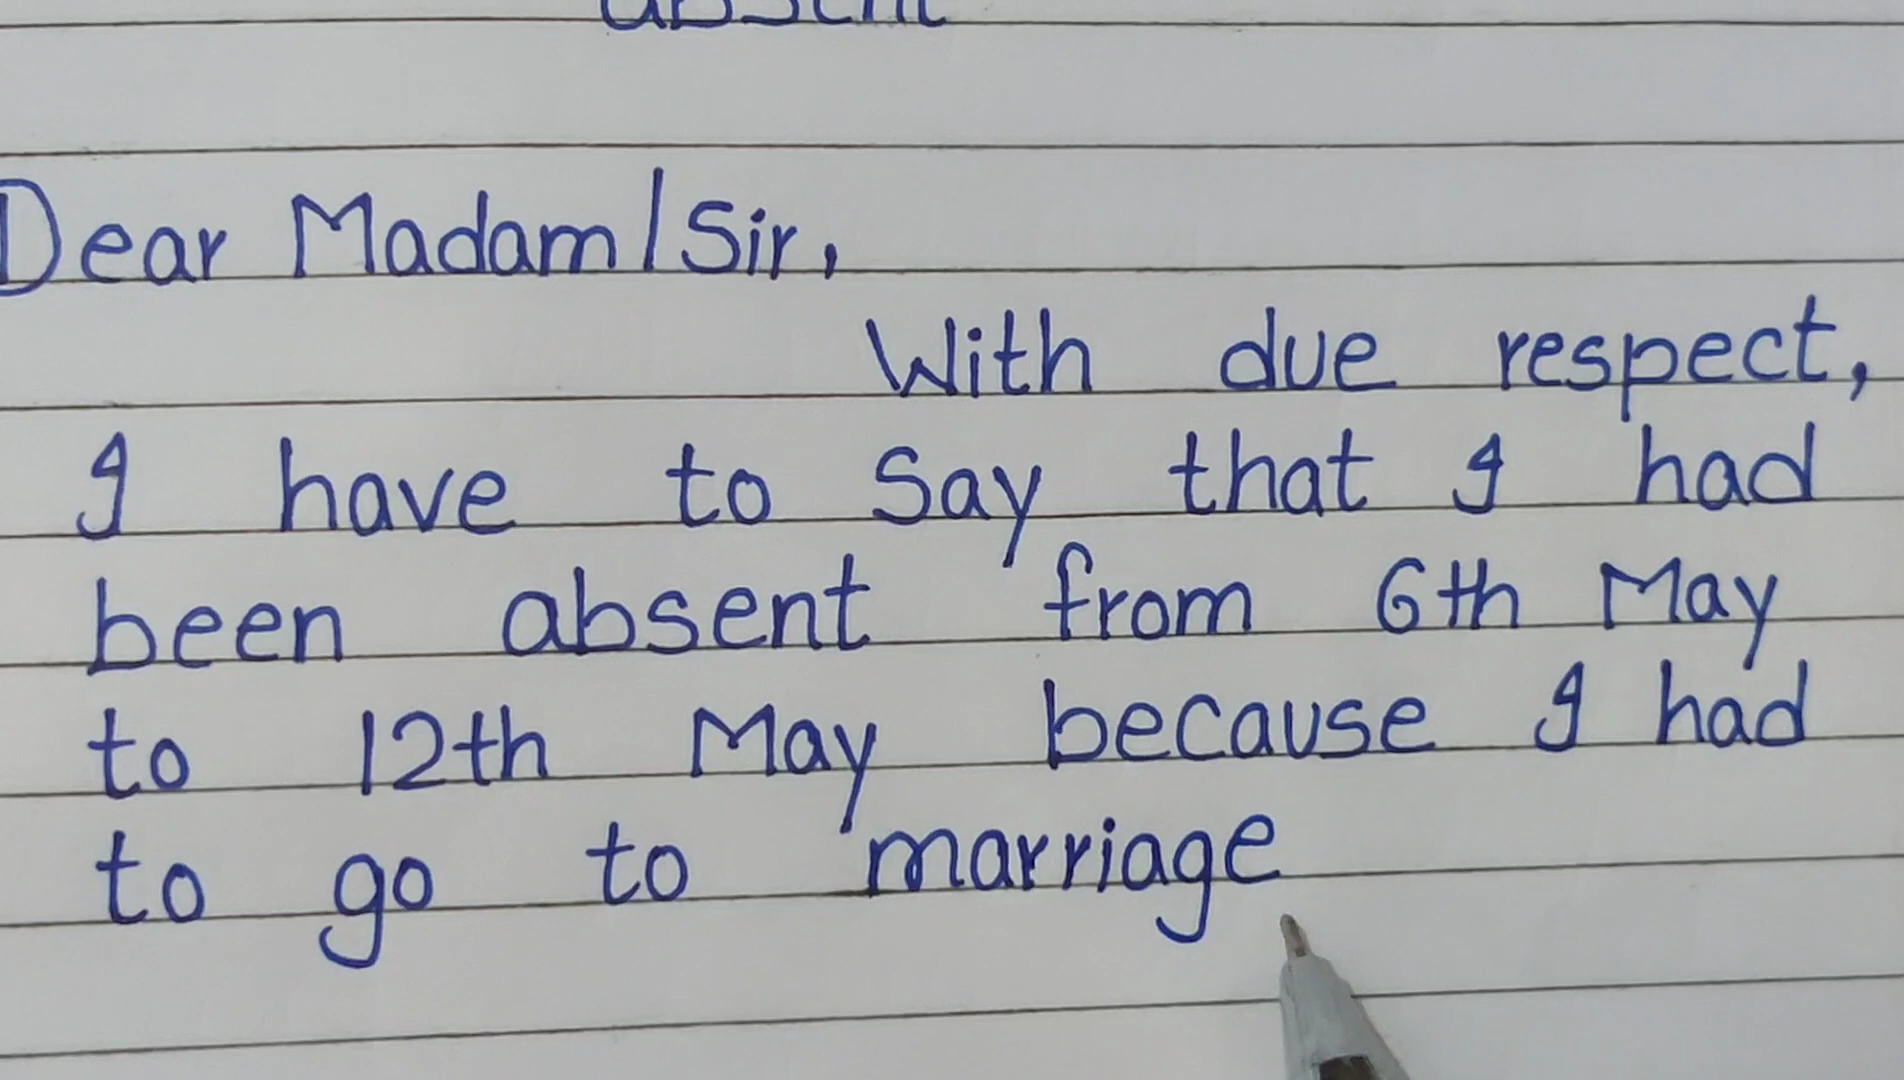 absent
Dear Madam/Sir,
With due respect,
I have to say that I had
been absent from 6th May
to 12th May because I had
to go to marriage